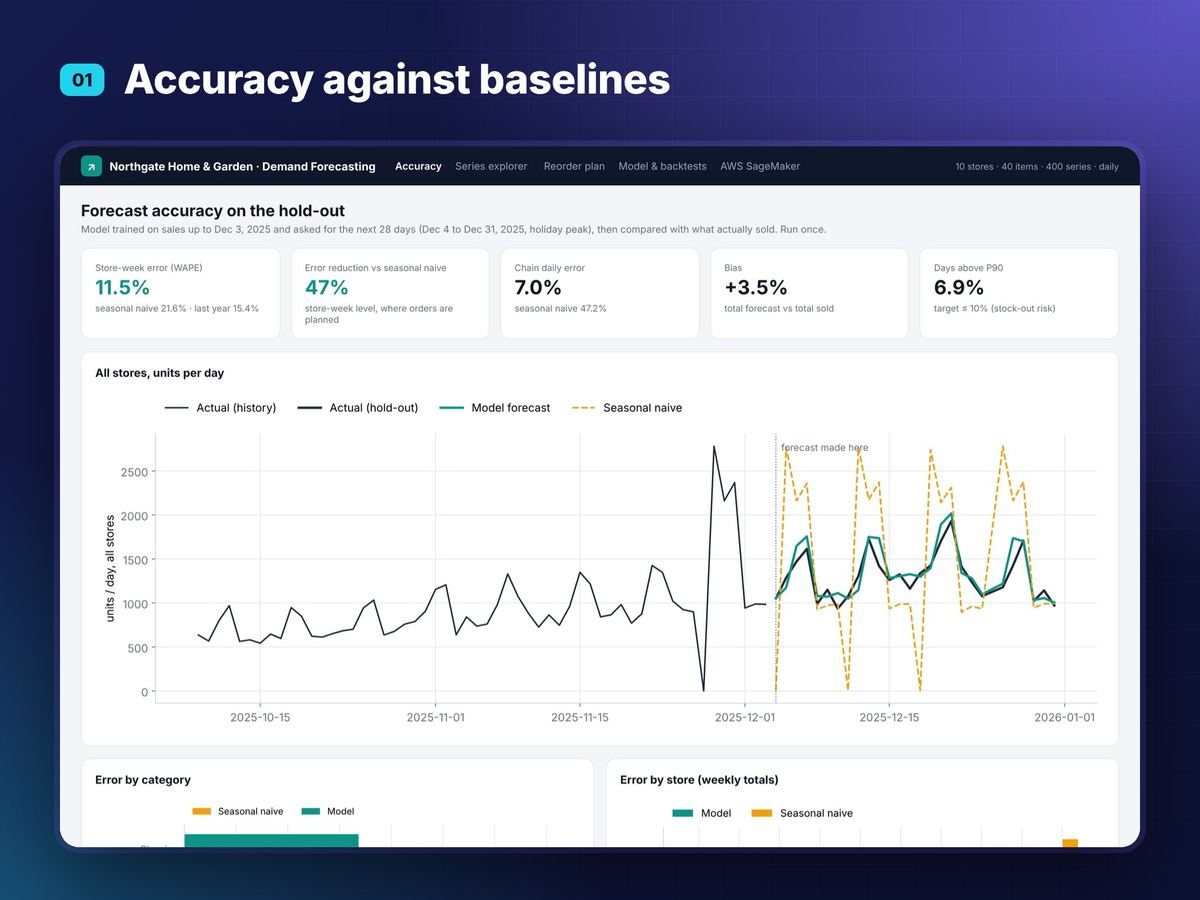 01 Accuracy against baselines
Northgate Home & Garden · Demand Forecasting Accuracy Series explorer Reorder plan Model & backtests AWS SageMaker 10 stores · 40 items · 400 series · daily
Forecast accuracy on the hold-out
Model trained on sales up to Dec 3, 2025 and asked for the next 28 days (Dec 4 to Dec 31, 2025, holiday peak), then compared with what actually sold. Run once.
Store-week error (WAPE)
11.5%
seasonal naive 21.6% · last year 15.4%
Error reduction vs seasonal naive
47%
store-week level, where orders are
planned
Chain daily error
7.0%
seasonal naive 47.2%
Bias
+3.5%
total forecast vs total sold
Days above P90
6.9%
target ≤ 10% (stock-out risk)
All stores, units per day
Actual (history) Actual (hold-out) Model forecast Seasonal naive
forecast made here
units / day, all stores
2500
2000
1500
1000
500
0
2025-10-15 2025-11-01 2025-11-15 2025-12-01 2025-12-15 2026-01-01
Error by category
Seasonal naive Model
Error by store (weekly totals)
Model Seasonal naive